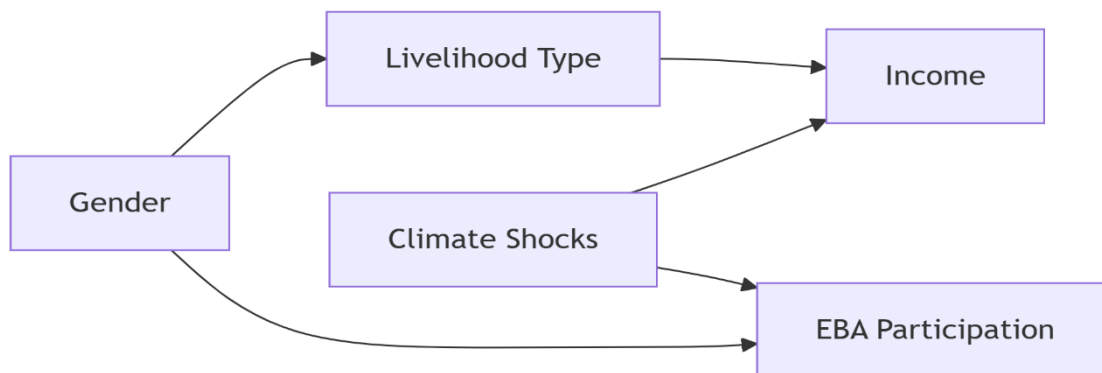 Livelihood Type
Income
Gender
Climate Shocks
EBA Participation